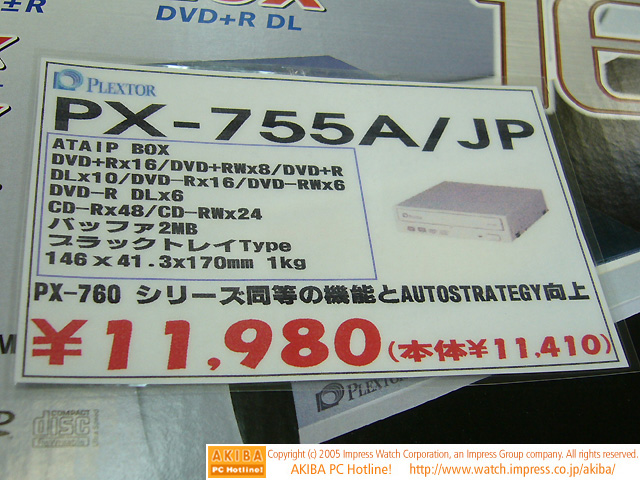 ±R
DVD+R DL
16
PLEXTOR
PX-755A/JP
ATAIP BOX
DVD+Rx16/DVD+RWx8/DVD+R
DLx10/DVD-Rx16/DVD-RWx6
DVD-R DLx6
CD-Rx48/CD-RWx24
バッファ2MB
ブラックトレイType
146×41.3x170mm 1kg
PX-760 シリーズ同等の機能とAUTOSTRATEGY向上
¥11,980(本体¥11,410)
PLEXTOR
COMPACT
disc
AKIBA
PC Hotline!
Copyright (c) 2005 Impress Watch Corporation, an Impress Group company. All rights reserved.
AKIBA PC Hotline! http://www.watch.impress.co.jp/akiba/